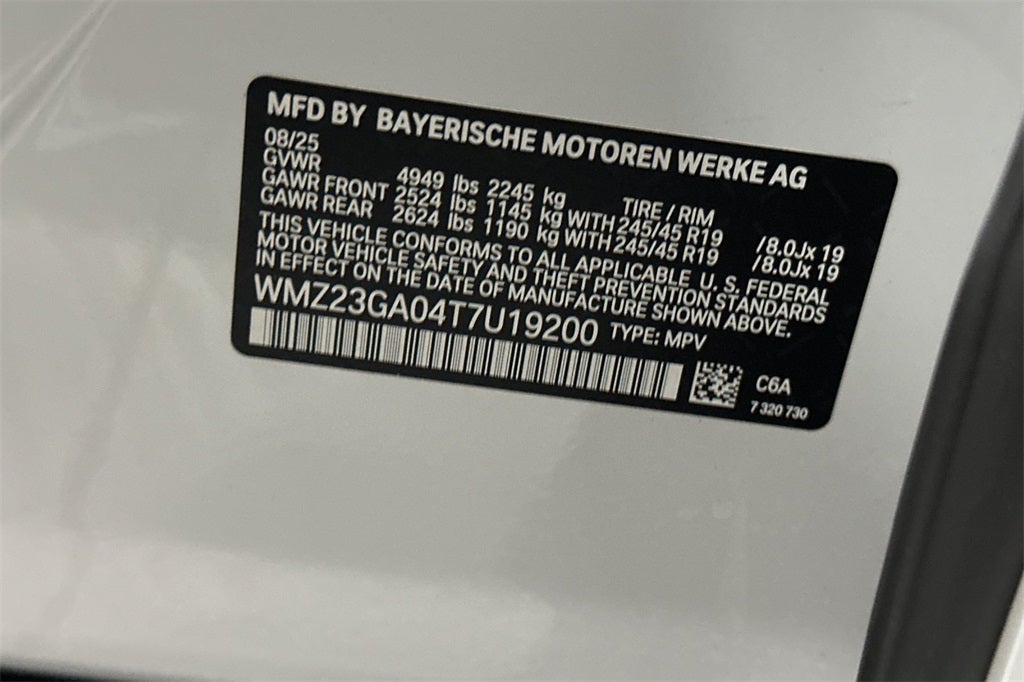 MFD BY BAYERISCHE MOTOREN WERKE AG
08/25
GVWR 4949 lbs 2245 kg TIRE / RIM
GAWR FRONT 2524 lbs 1145 kg WITH 245/45 R19 /8.0Jx 19
GAWR REAR 2624 lbs 1190 kg WITH 245/45 R19 /8.0Jx 19
THIS VEHICLE CONFORMS TO ALL APPLICABLE U. S. FEDERAL
MOTOR VEHICLE SAFETY AND THEFT PREVENTION STANDARDS
IN EFFECT ON THE DATE OF MANUFACTURE SHOWN ABOVE.
WMZ23GA04T7U19200 TYPE: MPV
C6A
7 320 730